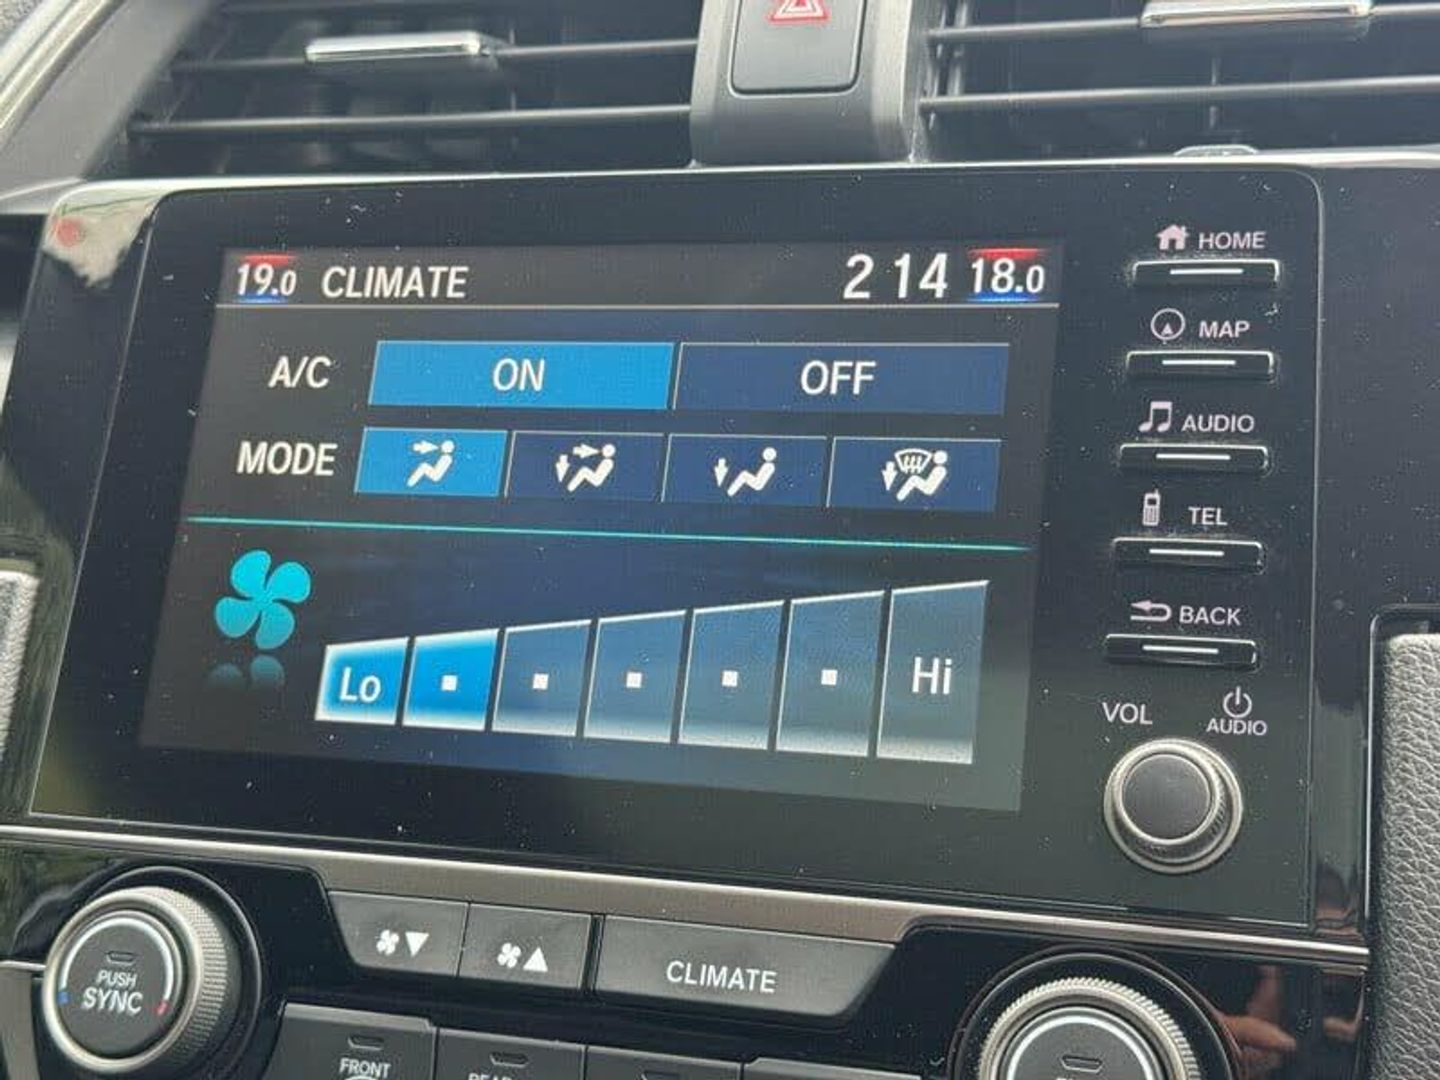 HOME
19.0 CLIMATE 2 14 18.0
MAP
A/C ON OFF
AUDIO
MODE
TEL
BACK
Lo Hi
VOL AUDIO
PUSH
SYNC
CLIMATE
FRONT
REAR